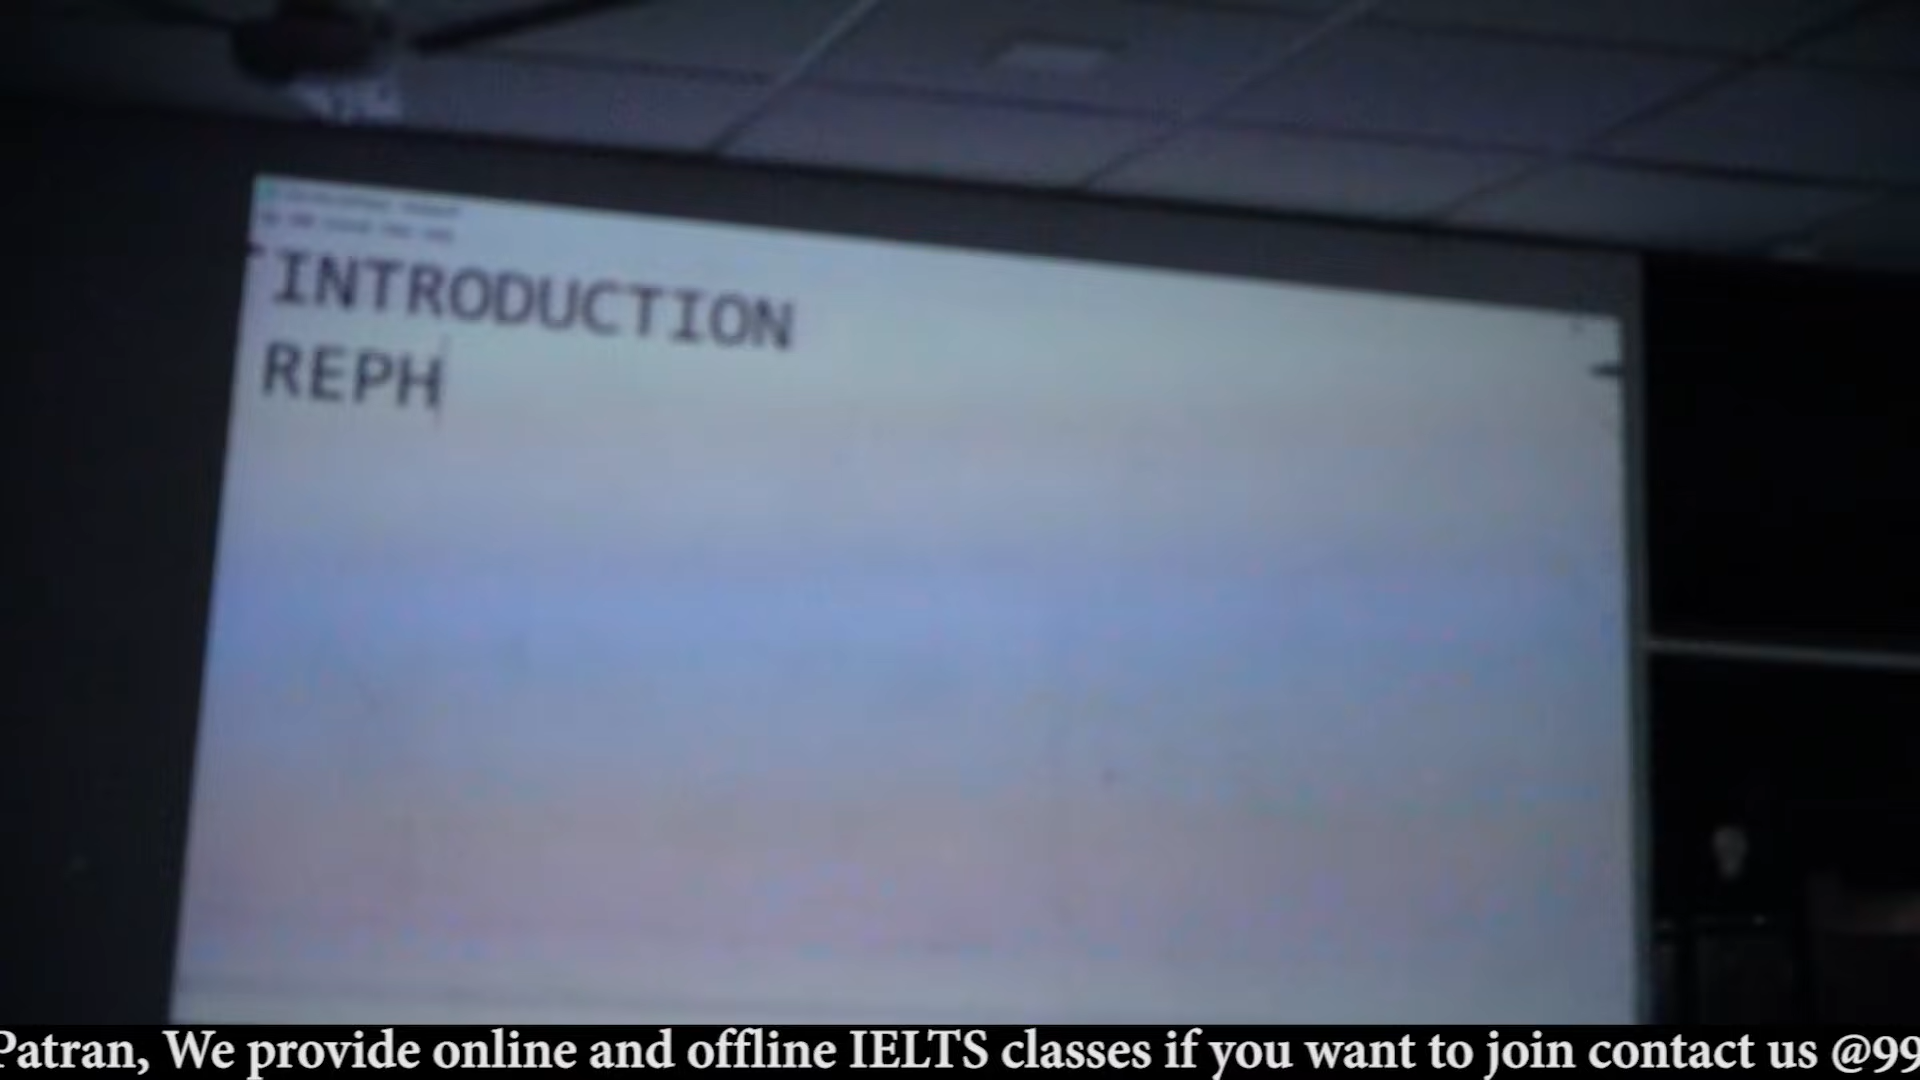 INTRODUCTION
REPH
Patran, We provide online and offline IELTS classes if you want to join contact us @99